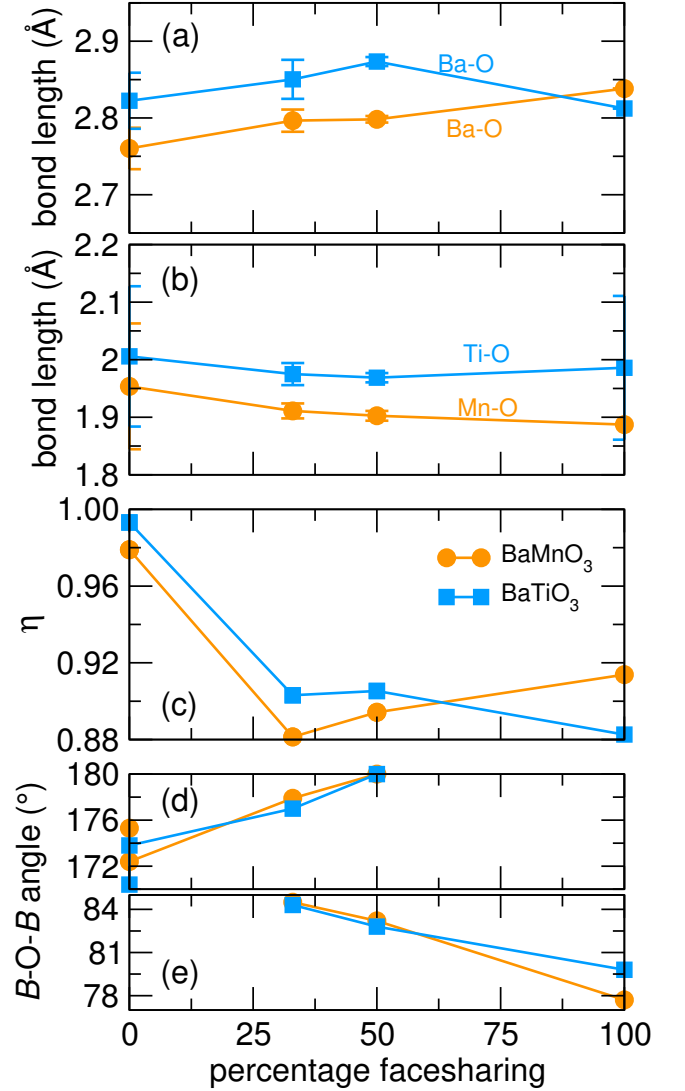 (a)
2.9
2.8
2.7
bond length (Å)
Ba-O
Ba-O
(b)
2.2
2.1
2
1.9
1.8
bond length (Å)
Ti-O
Mn-O
1.00
0.96
0.92
0.88
η
BaMnO₃
BaTiO₃
(c)
180
176
172
(d)
B-O-B angle (°)
84
81
78
(e)
0 25 50 75 100
percentage facesharing